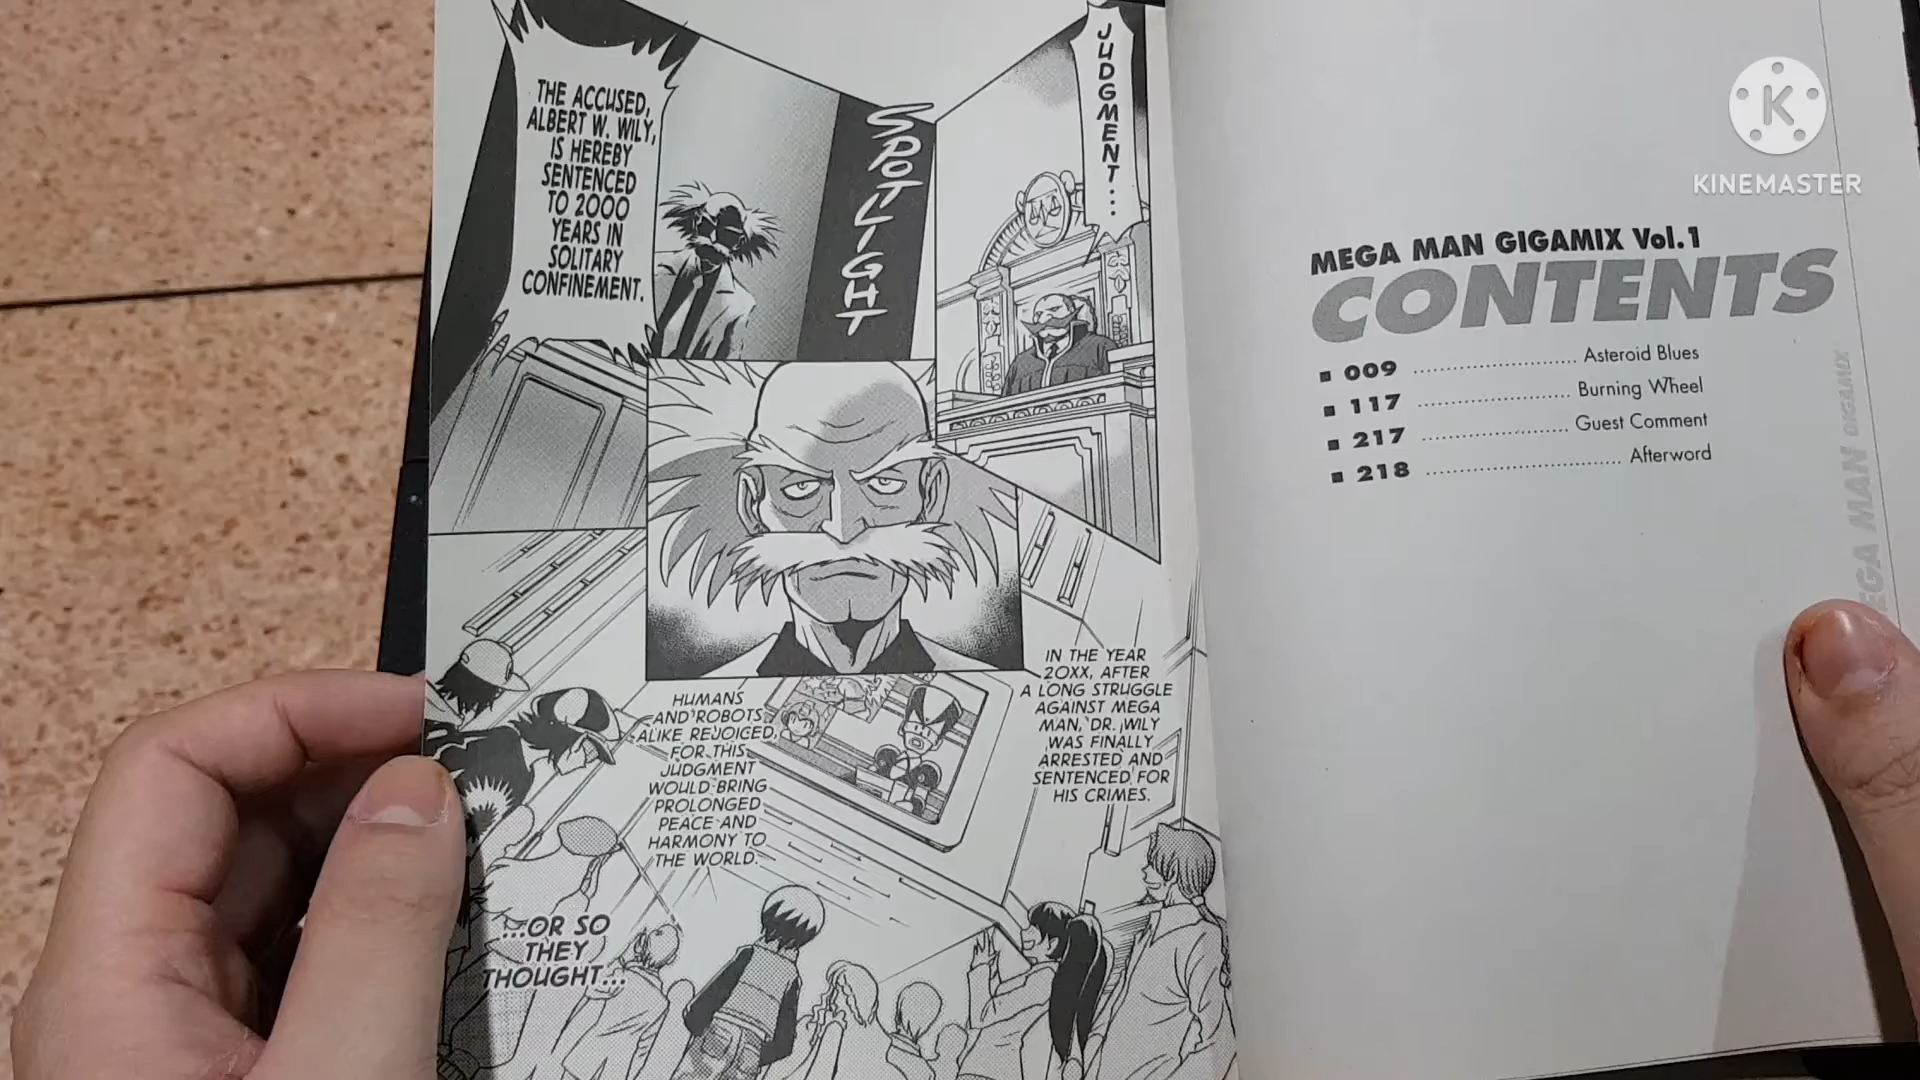 JUDGMENT...
SPOTLIGHT
THE ACCUSED,
ALBERT W. WILY,
IS HEREBY
SENTENCED
TO 2000
YEARS IN
SOLITARY
CONFINEMENT.
IN THE YEAR
20XX, AFTER
A LONG STRUGGLE
AGAINST MEGA
MAN, DR. WILY
WAS FINALLY
ARRESTED AND
SENTENCED FOR
HIS CRIMES.
HUMANS
AND ROBOTS
ALIKE REJOICED,
FOR THIS
JUDGMENT
WOULD BRING
PROLONGED
PEACE AND
HARMONY TO
THE WORLD.
...OR SO
THEY
THOUGHT...
MEGA MAN GIGAMIX Vol.1
CONTENTS
■ 009 .......................... Asteroid Blues
■ 117 ........................ Burning Wheel
■ 217 ....................... Guest Comment
■ 218 ............................... Afterword
MEGA MAN GIGAMIX
K
KINEMASTER